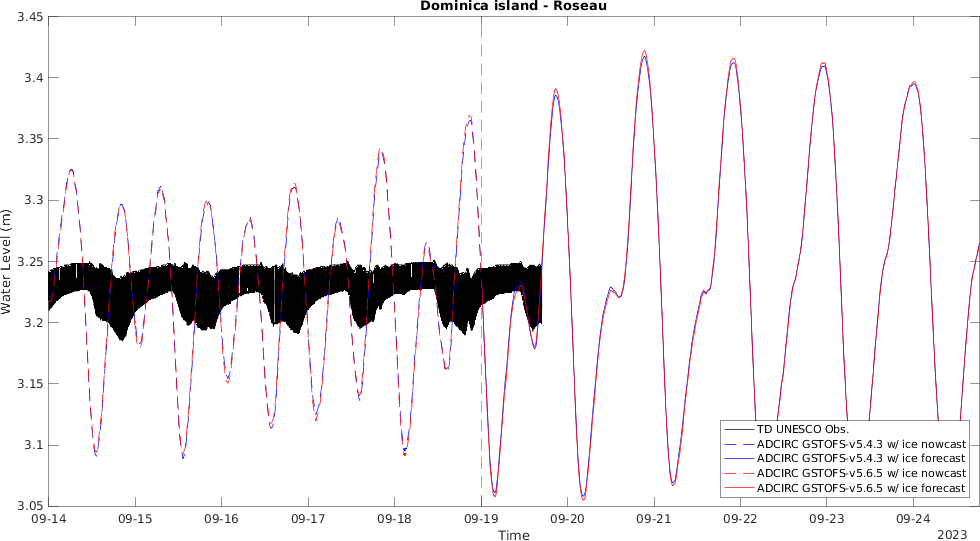 Dominica island - Roseau
3.45
3.4
3.35
3.3
3.25
3.2
3.15
3.1
3.05
Water Level (m)
09-14
09-15
09-16
09-17
09-18
09-19
09-20
09-21
09-22
09-23
09-24
Time
2023
TD UNESCO Obs.
ADCIRC GSTOFS-v5.4.3 w/ ice nowcast
ADCIRC GSTOFS-v5.4.3 w/ ice forecast
ADCIRC GSTOFS-v5.6.5 w/ ice nowcast
ADCIRC GSTOFS-v5.6.5 w/ ice forecast